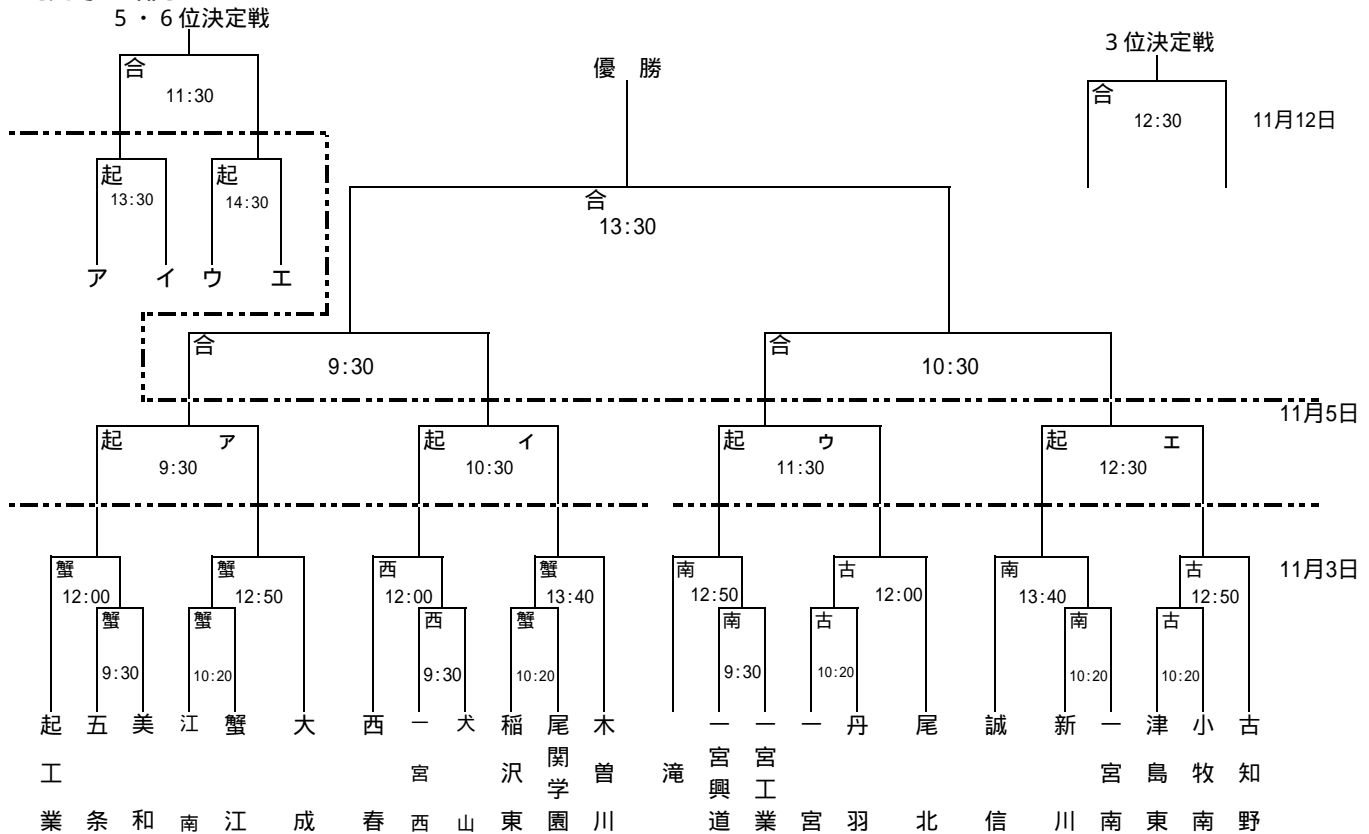 5・6位決定戦
3位決定戦
優 勝
合
11:30
合
12:30
11月12日
起
13:30
起
14:30
合
13:30
ア イ ウ エ
合
9:30
合
10:30
11月5日
起 ア
9:30
起 イ
10:30
起 ウ
11:30
起 エ
12:30
11月3日
蟹
12:00
蟹
12:50
西
12:00
蟹
13:40
南
12:50
古
12:00
南
13:40
古
12:50
蟹
9:30
蟹
10:20
西
9:30
蟹
10:20
南
9:30
古
10:20
南
10:20
古
10:20
起工業
五条
美和
江南
蟹江
大成
西春
一宮西
犬山
稲沢東
尾関学園
木曽川
滝
一宮興道
一宮工業
一宮
丹羽
尾北
誠信
新川
一宮南
津島東
小牧南
古知野